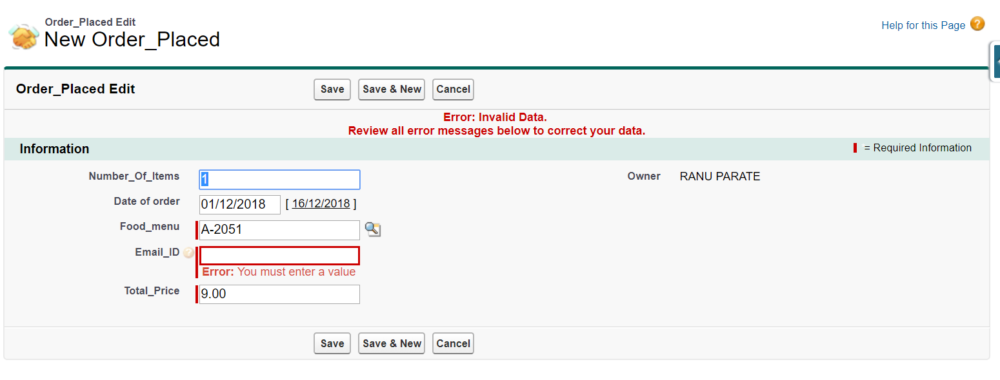 Order_Placed Edit
New Order_Placed
Help for this Page ?
Order_Placed Edit
Save Save & New Cancel
Error: Invalid Data.
Review all error messages below to correct your data.
Information
= Required Information
Number_Of_Items 1
Owner RANU PARATE
Date of order 01/12/2018 [ 16/12/2018 ]
Food_menu A-2051
Email_ID ?
Error: You must enter a value
Total_Price 9.00
Save Save & New Cancel